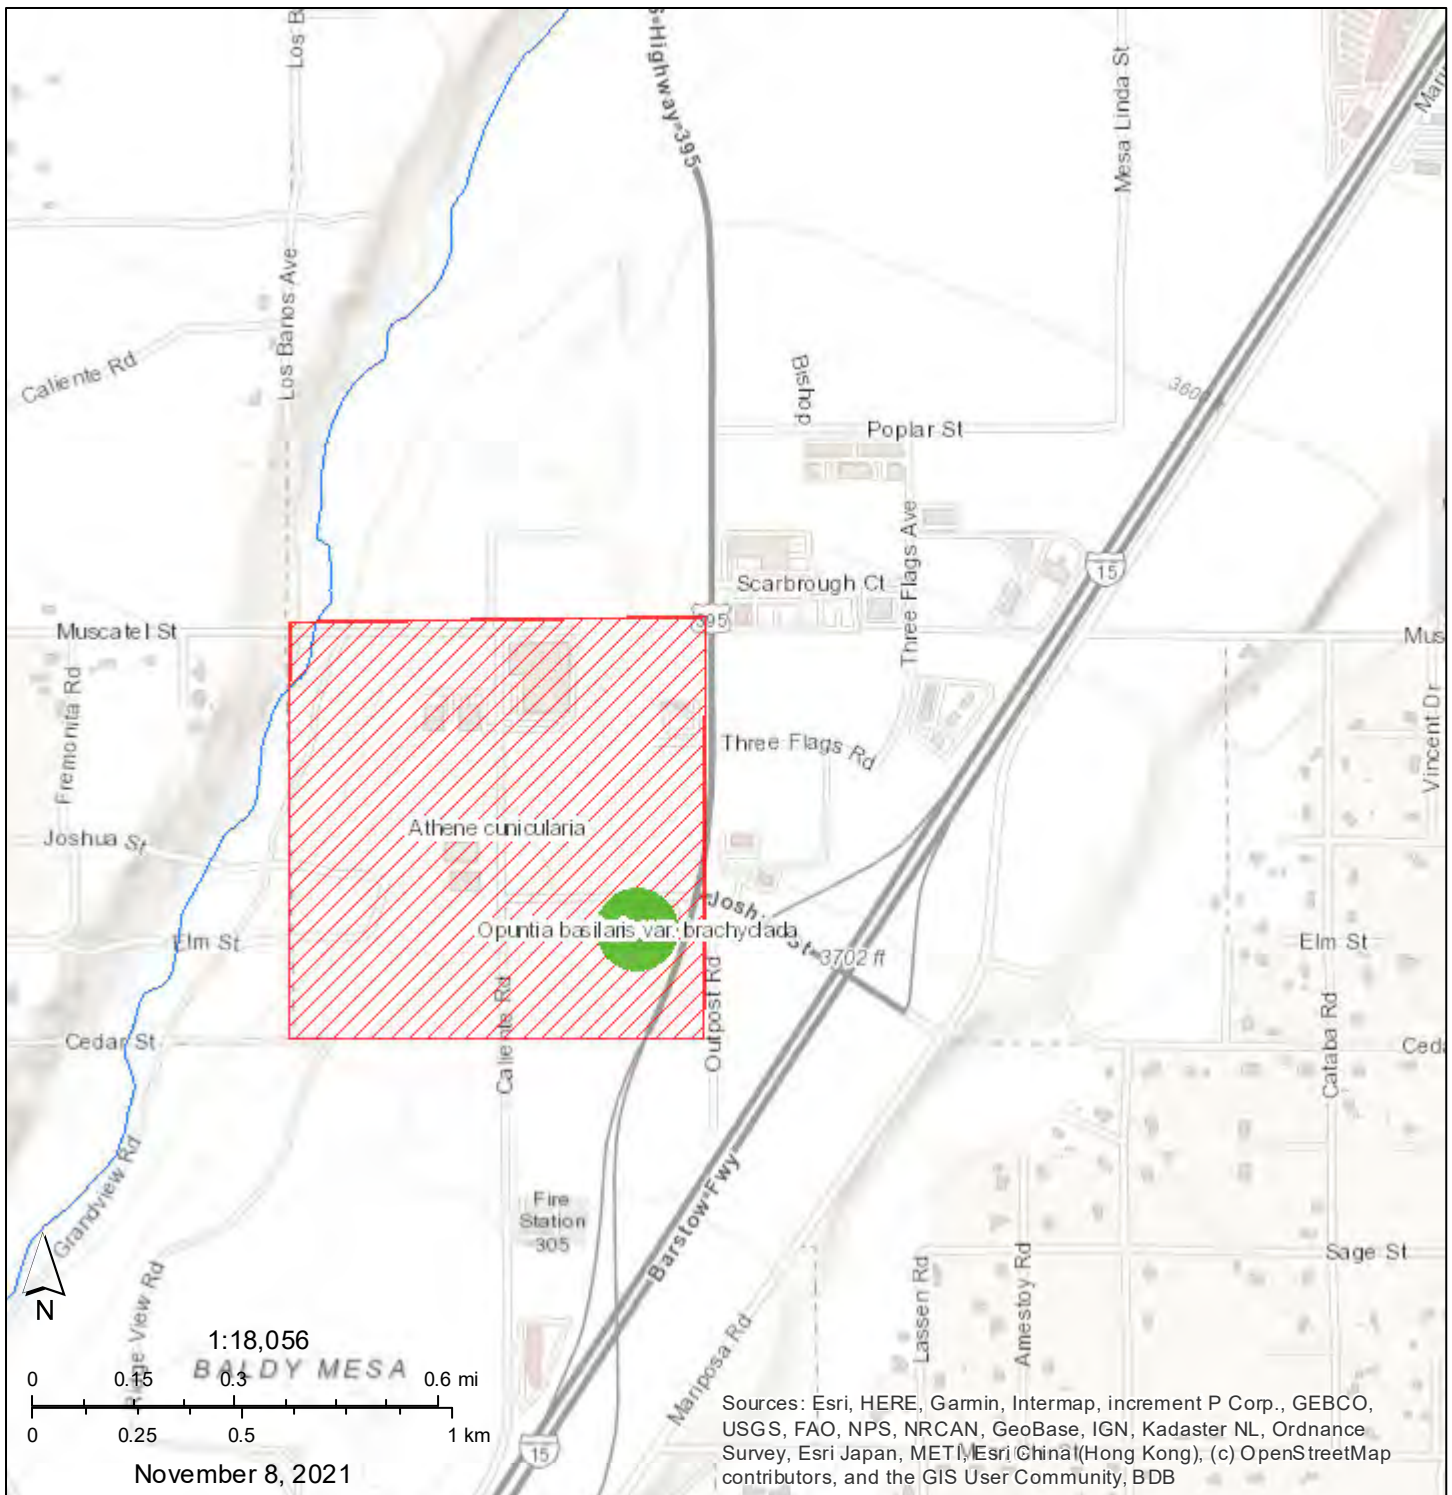 Los B
S-Highway-395
Mesa Linda St
Mari
Los Banos Ave
Caliente Rd
Bishop
Poplar St
Three Flags Ave
15
Scarbrough Ct
395
Muscatel St
Mus
Fremonita Rd
Vincent Dr
Three Flags Rd
Athene cunicularia
Joshua St
Opuntia basilaris var. brachyclada
Elm St
3702 ft
Elm St
Caliente Rd
Outpost Rd
Cedar St
Ceda
Cataba Rd
Grandview Rd
Fire
Station
305
Barstow Fwy
Sage St
Lassen Rd
Amestoy Rd
Mariposa Rd
N
1:18,056
BALDY MESA
0 0.15 0.3 0.6 mi
0 0.25 0.5 1 km
15
November 8, 2021
Sources: Esri, HERE, Garmin, Intermap, increment P Corp., GEBCO,
USGS, FAO, NPS, NRCAN, GeoBase, IGN, Kadaster NL, Ordnance
Survey, Esri Japan, METI, Esri China (Hong Kong), (c) OpenStreetMap
contributors, and the GIS User Community, BDB